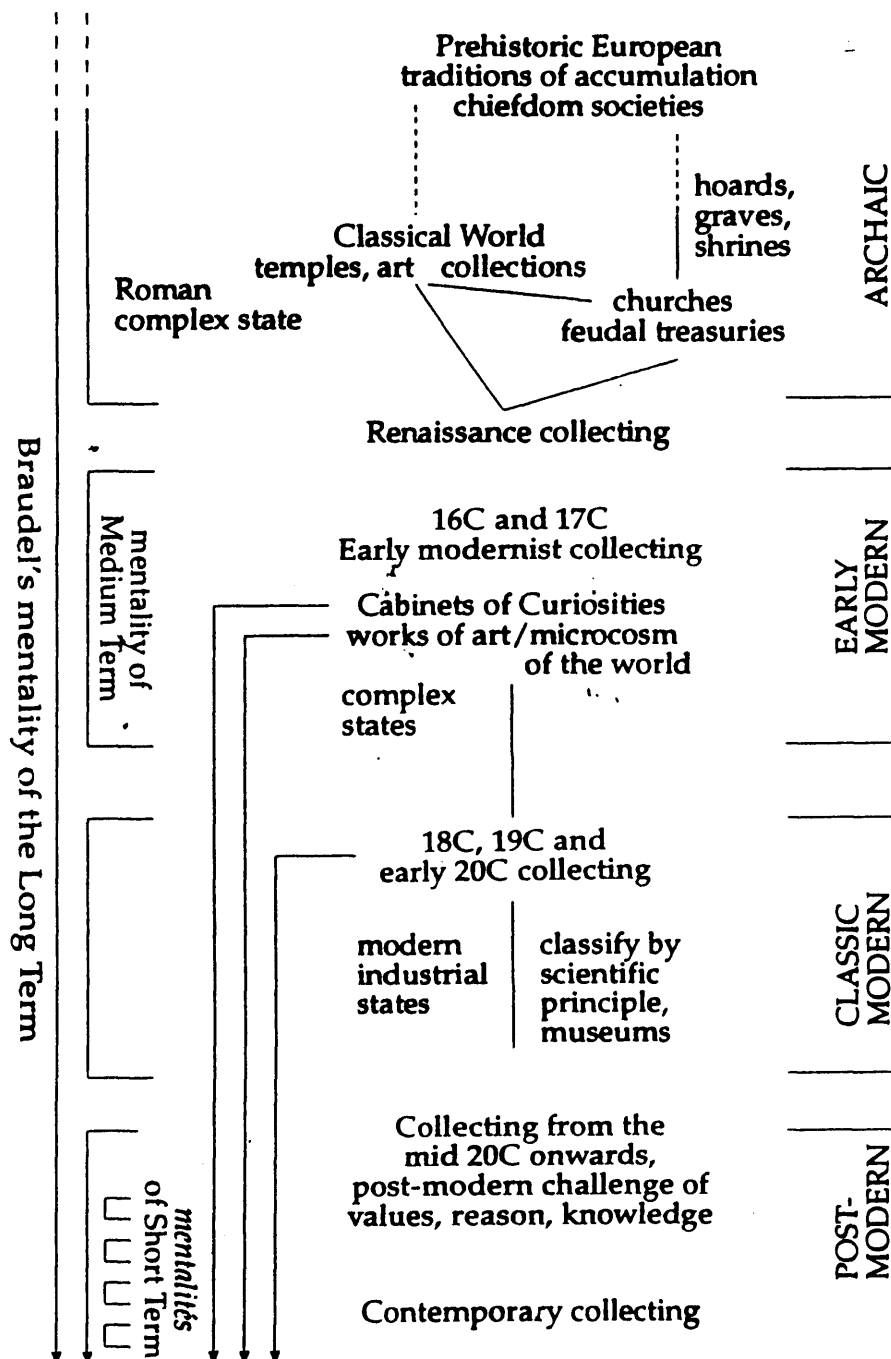 Prehistoric European
traditions of accumulation
chiefdom societies
hoards,
graves,
shrines
ARCHAIC
Classical World
temples, art collections
Roman
complex state
churches
feudal treasuries
Renaissance collecting
Braudel's mentality of the Long Term
mentality of
Medium Term
16C and 17C
Early modernist collecting
Cabinets of Curiosities
works of art/microcosm
of the world
complex
states
EARLY
MODERN
18C, 19C and
early 20C collecting
modern
industrial
states
classify by
scientific
principle,
museums
CLASSIC
MODERN
mentalités
of Short Term
Collecting from the
mid 20C onwards,
post-modern challenge of
values, reason, knowledge
Contemporary collecting
POST-
MODERN